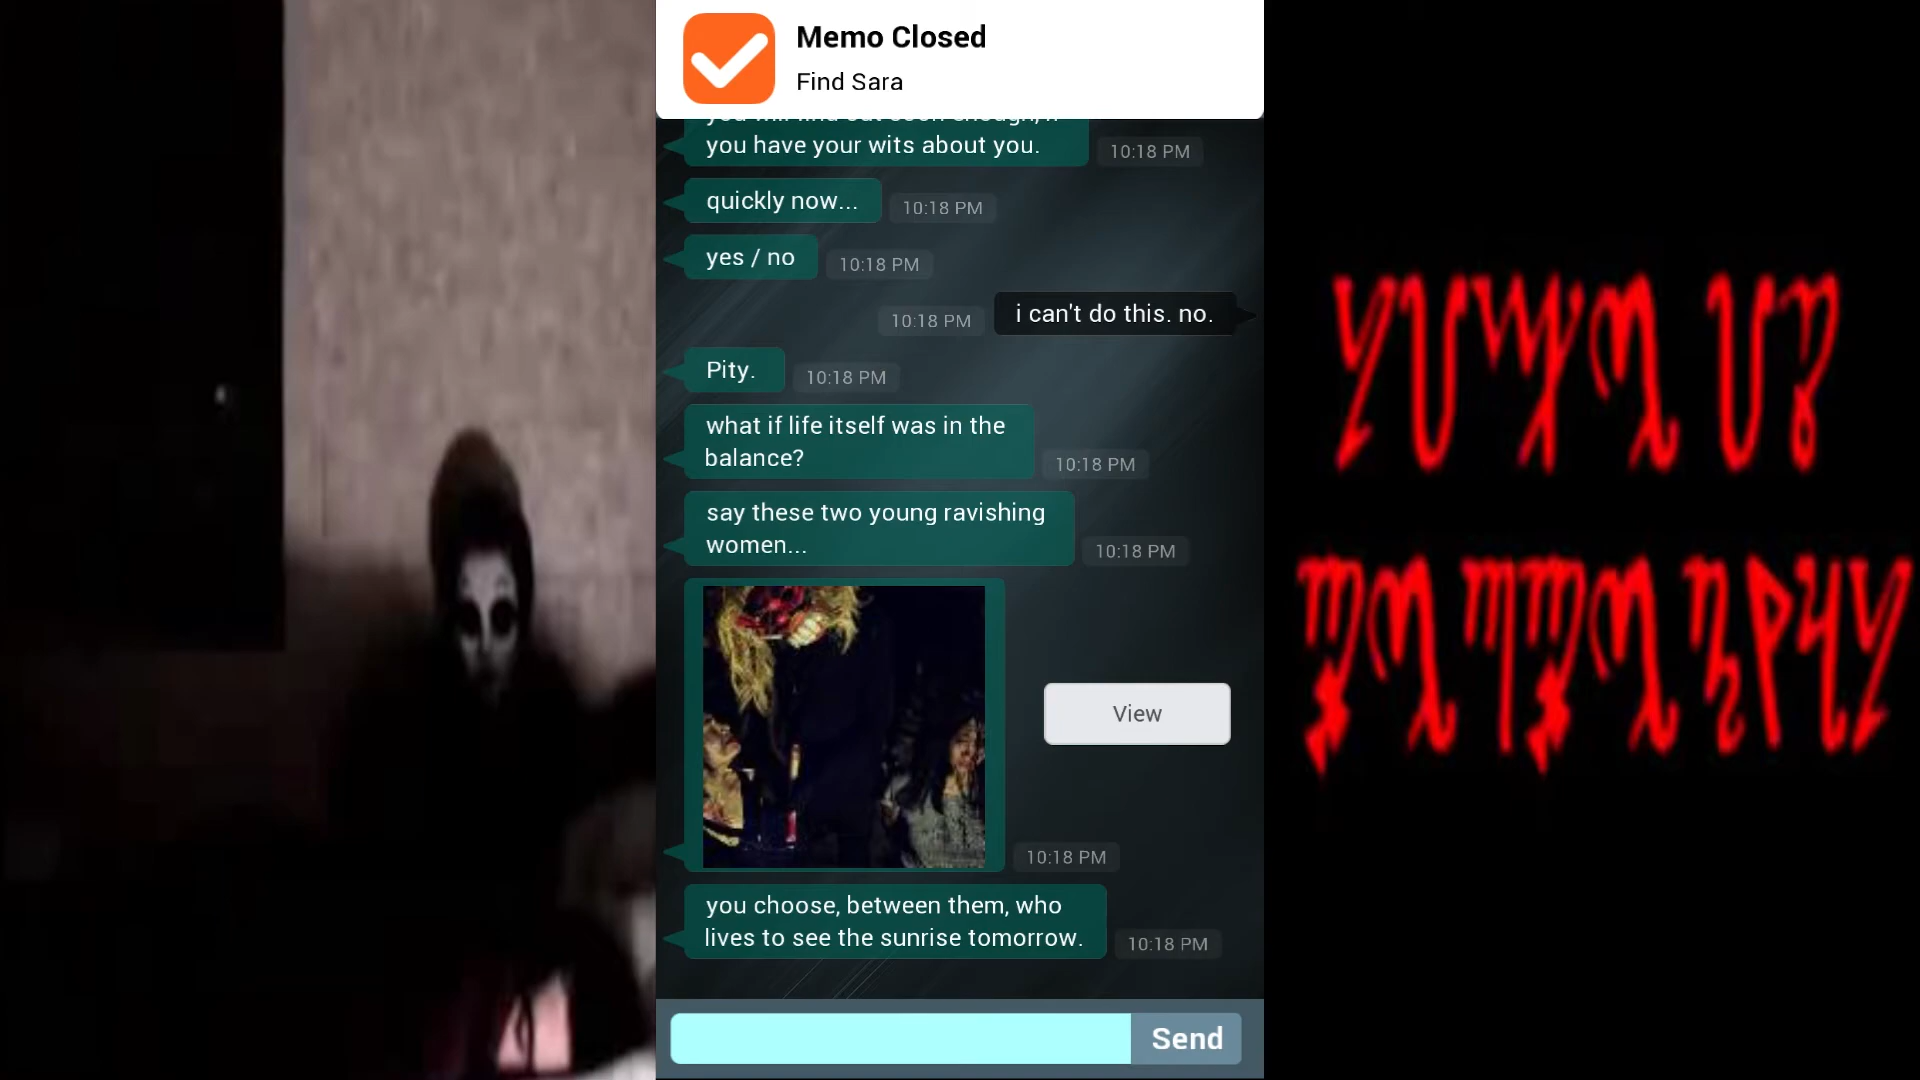 Memo Closed
Find Sara
you have your wits about you.
10:18 PM
quickly now...
10:18 PM
yes / no
10:18 PM
i can't do this. no.
10:18 PM
Pity.
10:18 PM
what if life itself was in the
balance?
10:18 PM
say these two young ravishing
women...
10:18 PM
View
10:18 PM
you choose, between them, who
lives to see the sunrise tomorrow.
10:18 PM
Send